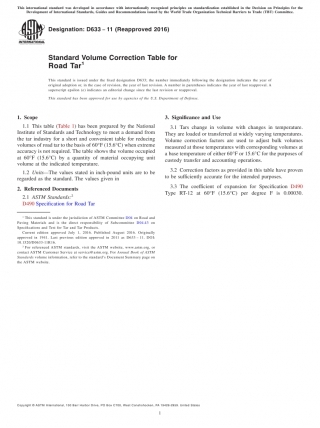 This international standard was developed in accordance with internationally recognized principles on standardization established in the Decision on Principles for the
Development of International Standards, Guides and Recommendations issued by the World Trade Organization Technical Barriers to Trade (TBT) Committee.
Designation: D633 − 11 (Reapproved 2016)
Standard Volume Correction Table for
Road Tar1
This standard is issued under the fixed designation D633; the number immediately following the designation indicates the year of
original adoption or, in the case of revision, the year of last revision. A number in parentheses indicates the year of last reapproval. A
superscript epsilon (ε) indicates an editorial change since the last revision or reapproval.
This standard has been approved for use by agencies of the U.S. Department of Defense.
1. Scope
1.1 This table (Table 1) has been prepared by the National
Institute of Standards and Technology to meet a demand from
the tar industry for a short and convenient table for reducing
volumes of road tar to the basis of 60°F (15.6°C) when extreme
accuracy is not required. The table shows the volume occupied
at 60°F (15.6°C) by a quantity of material occupying unit
volume at the indicated temperature.
1.2 Units—The values stated in inch-pound units are to be
regarded as the standard. The values given in
2. Referenced Documents
2.1 ASTM Standards:2
D490 Specification for Road Tar
1 This standard is under the jurisdiction of ASTM Committee D04 on Road and
Paving Materials and is the direct responsibility of Subcommittee D04.45 on
Specifications and Test for Tar and Tar Products.
Current edition approved July 1, 2016. Published August 2016. Originally
approved in 1941. Last previous edition approved in 2011 as D633 – 11. DOI:
10.1520/D0633-11R16.
2 For referenced ASTM standards, visit the ASTM website, www.astm.org, or
contact ASTM Customer Service at service@astm.org. For Annual Book of ASTM
Standards volume information, refer to the standard's Document Summary page on
the ASTM website.
3. Significance and Use
3.1 Tars change in volume with changes in temperature.
They are loaded or transferred at widely varying temperatures.
Volume correction factors are used to adjust bulk volumes
measured at those temperatures with corresponding volumes at
a base temperature of either 60°F or 15.6°C for the purposes of
custody transfer and accounting operations.
3.2 Correction factors as provided in this table have proven
to be sufficiently accurate for the intended purposes.
3.3 The coefficient of expansion for Specification D490
Type RT-12 at 60°F (15.6°C) per degree F is 0.00030.
Copyright © ASTM International, 100 Barr Harbor Drive, PO Box C700, West Conshohocken, PA 19428-2959. United States
1